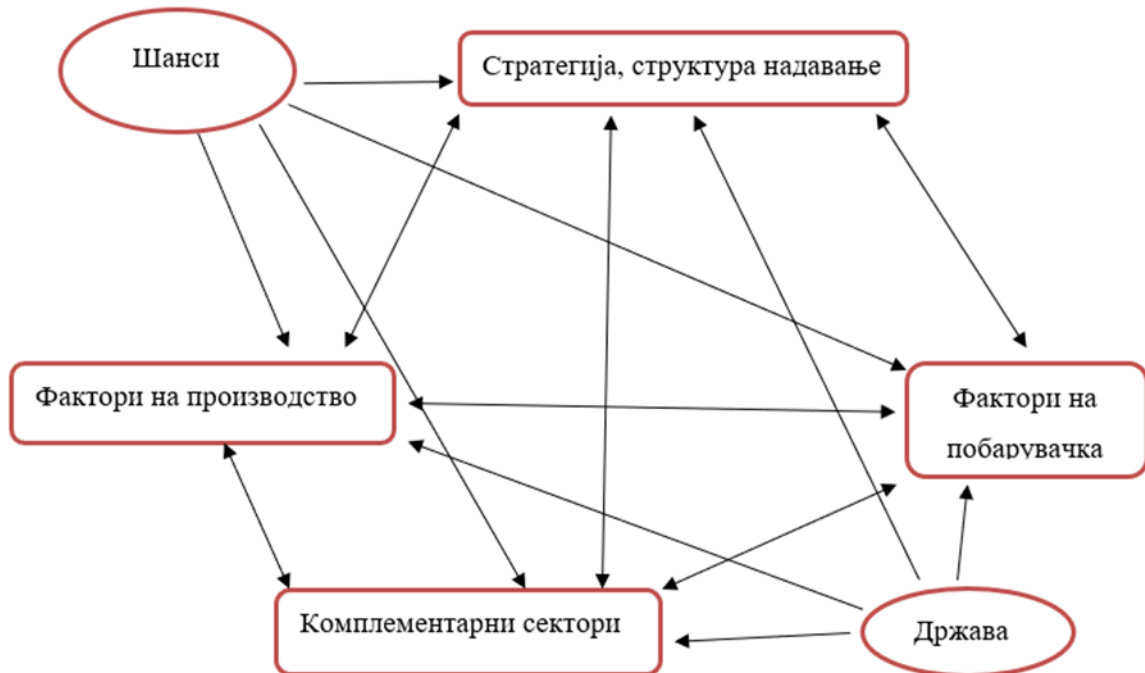 Шанси
Стратегија, структура надавање
Фактори на производство
Фактори на
побарувачка
Комплементарни сектори
Држава